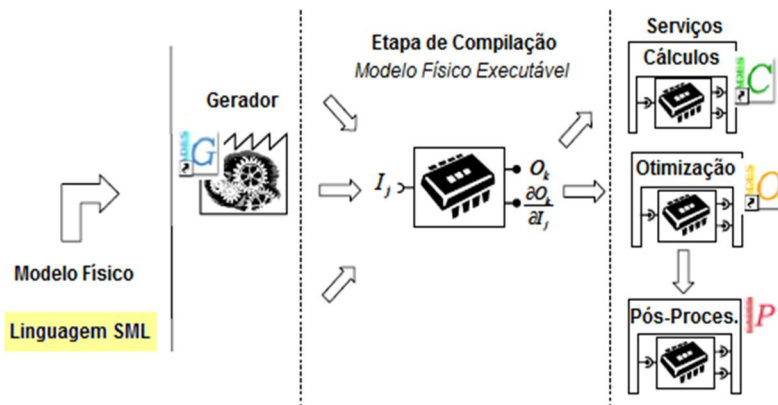 Modelo Físico
Linguagem SML
Gerador
G
Etapa de Compilação
Modelo Físico Executável
I_j
O_k
∂O_k
∂I_j
Serviços
Cálculos
C
Otimização
O
Pós-Proces.
P